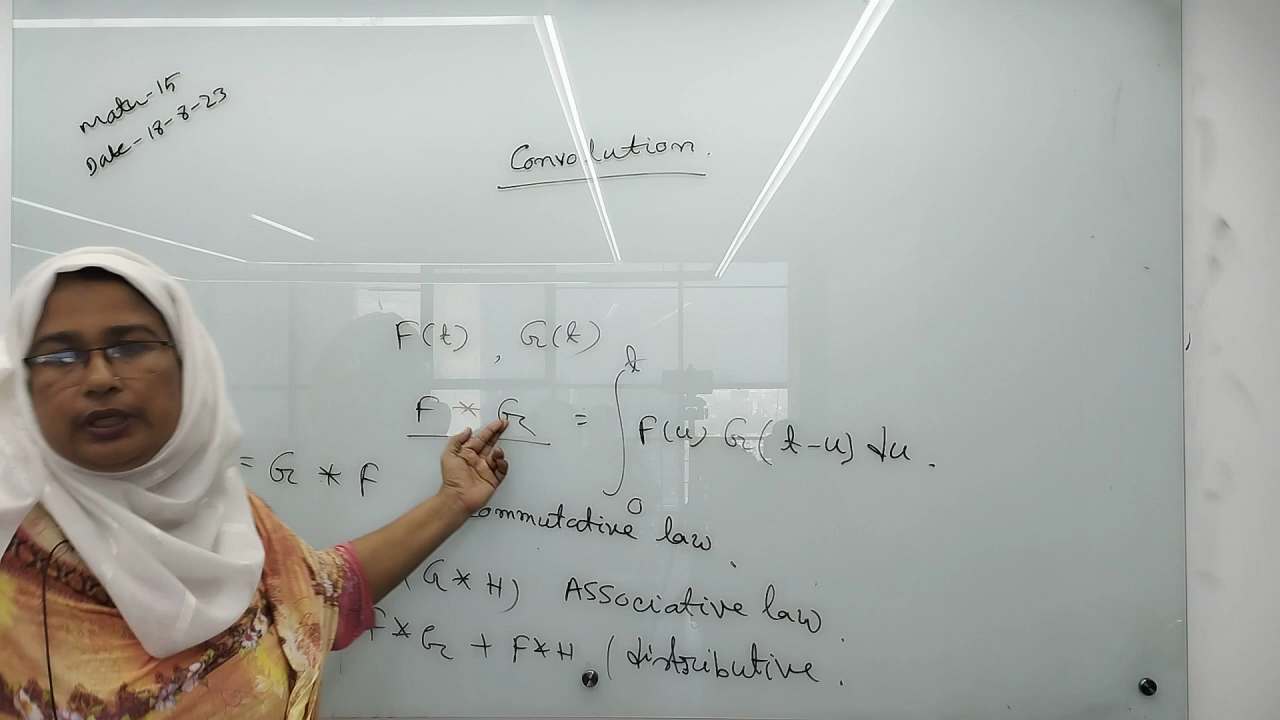 Math-15
Date-18-8-23
Convolution.
F(t) , G(t)
F * G = ∫₀ᵗ F(u) G(t-u) du .
= G * F
commutative law .
(G * H) Associative law .
F * G + F * H (distributive .